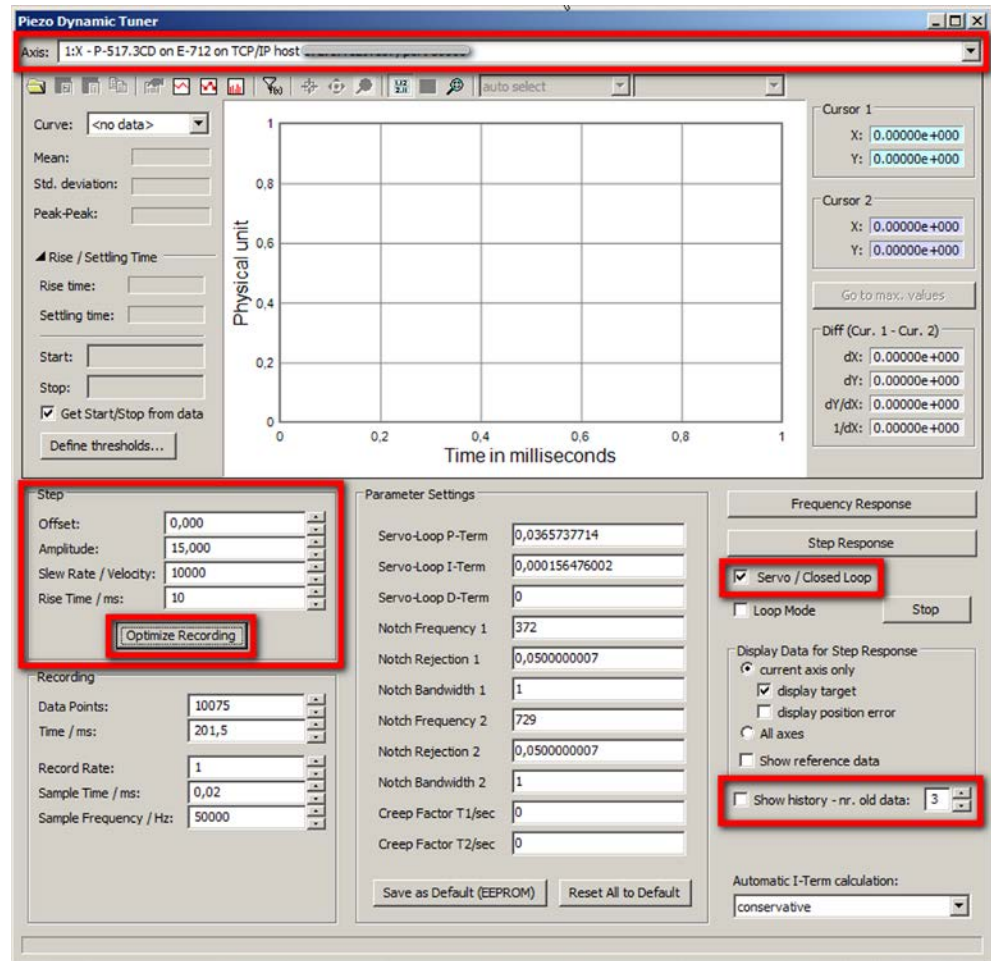 Piezo Dynamic Tuner
Axis: 1:X - P-517.3CD on E-712 on TCP/IP host
auto select
Curve: <no data>
Mean:
Std. deviation:
Peak-Peak:
Rise / Settling Time
Rise time:
Settling time:
Start:
Stop:
Get Start/Stop from data
Define thresholds...
Physical unit
1
0,8
0,6
0,4
0,2
0
0 0,2 0,4 0,6 0,8 1
Time in milliseconds
Cursor 1
X: 0.00000e+000
Y: 0.00000e+000
Cursor 2
X: 0.00000e+000
Y: 0.00000e+000
Go to max. values
Diff (Cur. 1 - Cur. 2)
dX: 0.00000e+000
dY: 0.00000e+000
dY/dX: 0.00000e+000
1/dX: 0.00000e+000
Step
Offset: 0,000
Amplitude: 15,000
Slew Rate / Velocity: 10000
Rise Time / ms: 10
Optimize Recording
Recording
Data Points: 10075
Time / ms: 201,5
Record Rate: 1
Sample Time / ms: 0,02
Sample Frequency / Hz: 50000
Parameter Settings
Servo-Loop P-Term 0,0365737714
Servo-Loop I-Term 0,000156476002
Servo-Loop D-Term 0
Notch Frequency 1 372
Notch Rejection 1 0,0500000007
Notch Bandwidth 1 1
Notch Frequency 2 729
Notch Rejection 2 0,0500000007
Notch Bandwidth 2 1
Creep Factor T1/sec 0
Creep Factor T2/sec 0
Save as Default (EEPROM) Reset All to Default
Frequency Response
Step Response
Servo / Closed Loop
Loop Mode Stop
Display Data for Step Response
current axis only
display target
display position error
All axes
Show reference data
Show history - nr. old data: 3
Automatic I-Term calculation:
conservative